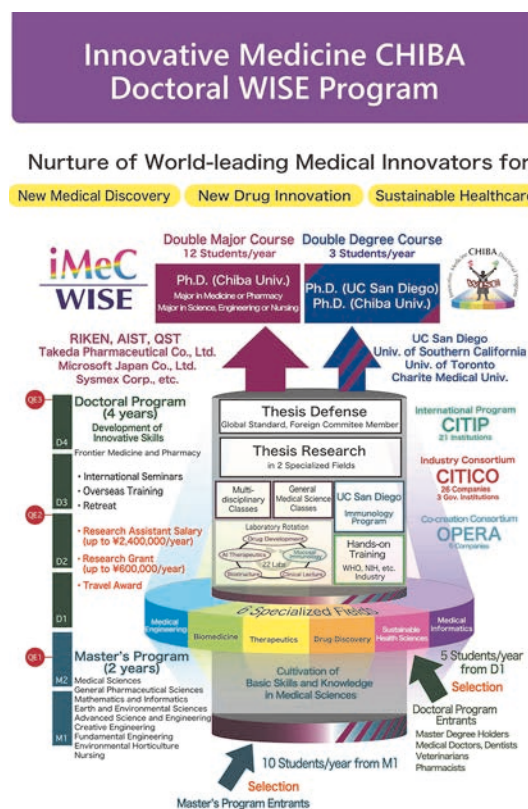 Innovative Medicine CHIBA
Doctoral WISE Program
Nurture of World-leading Medical Innovators for
New Medical Discovery
New Drug Innovation
Sustainable Healthcare
iMeC
WISE
Double Major Course
12 Students/year
Ph.D. (Chiba Univ.)
Major in Medicine or Pharmacy
Major in Science, Engineering or Nursing
Double Degree Course
3 Students/year
Ph.D. (UC San Diego)
Ph.D. (Chiba Univ.)
RIKEN, AIST, QST
Takeda Pharmaceutical Co., Ltd.
Microsoft Japan Co., Ltd.
Sysmex Corp., etc.
UC San Diego
Univ. of Southern California
Univ. of Toronto
Charite Medical Univ.
QE3
D4
D3
QE2
D2
D1
QE1
M2
M1
Doctoral Program
(4 years)
Development of
Innovative Skills
Frontier Medicine and Pharmacy
・International Seminars
・Overseas Training
・Retreat
・Research Assistant Salary
(up to ¥2,400,000/year)
・Research Grant
(up to ¥600,000/year)
・Travel Award
Thesis Defense
Global Standard, Foreign Commitee Member
Thesis Research
in 2 Specialized Fields
Multi-
disciplinary
Classes
General
Medical Science
Classes
UC San Diego
Immunology
Program
Laboratory Rotation
Drug Development
AI Therapeutics
Mucosal Immunology
22 Labs
Biostructure
Clinical Lecture
Hands-on
Training
WHO, NIH, etc.
Industry
International Program
CITIP
21 Institutions
Industry Consortium
CITICO
26 Companies
3 Gov. Institutions
Co-creation Consortium
OPERA
Companies
6 Specialized Fields
Medical
Engineering
Biomedicine
Therapeutics
Drug Discovery
Sustainable
Health Sciences
Medical
Informatics
Master's Program
(2 years)
Medical Sciences
General Pharmaceutical Sciences
Mathematics and Informatics
Earth and Environmental Sciences
Advanced Science and Engineering
Creative Engineering
Fundamental Engineering
Environmental Horticulture
Nursing
Cultivation of
Basic Skills and Knowledge
in Medical Sciences
5 Students/year
from D1
Selection
Doctoral Program
Entrants
Master Degree Holders
Medical Doctors, Dentists
Veterinarians
Pharmacists
10 Students/year from M1
Selection
Master's Program Entrants